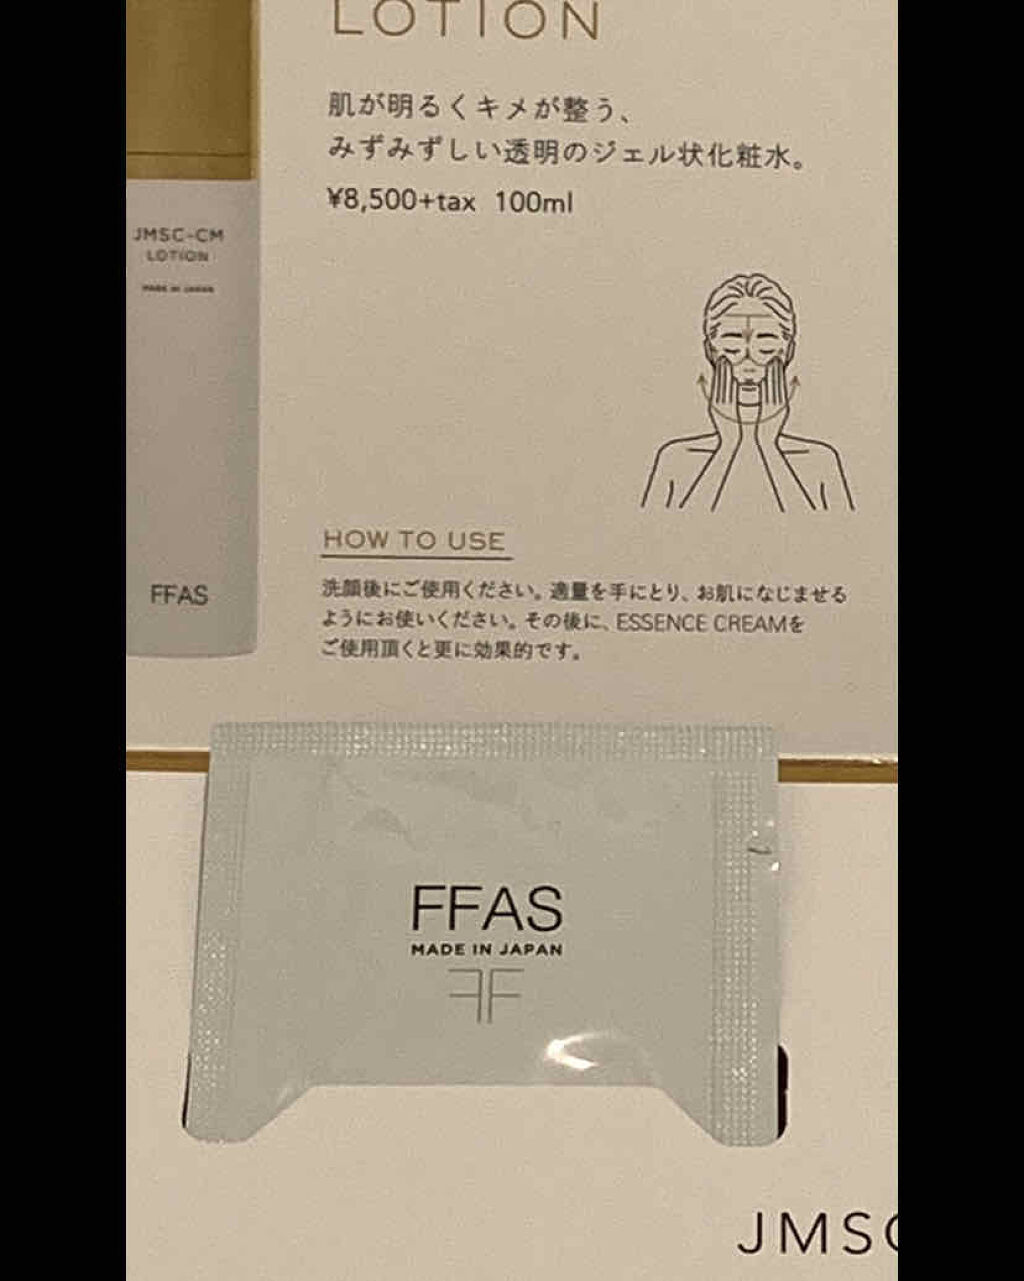 LOTION
肌が明るくキメが整う、
みずみずしい透明のジェル状化粧水。
¥8,500+tax 100ml
JMSC-CM
LOTION
MADE IN JAPAN
FFAS
HOW TO USE
洗顔後にご使用ください。適量を手にとり、お肌になじませる
ようにお使いください。その後に、ESSENCE CREAMを
ご使用頂くと更に効果的です。
FFAS
MADE IN JAPAN
JMSC